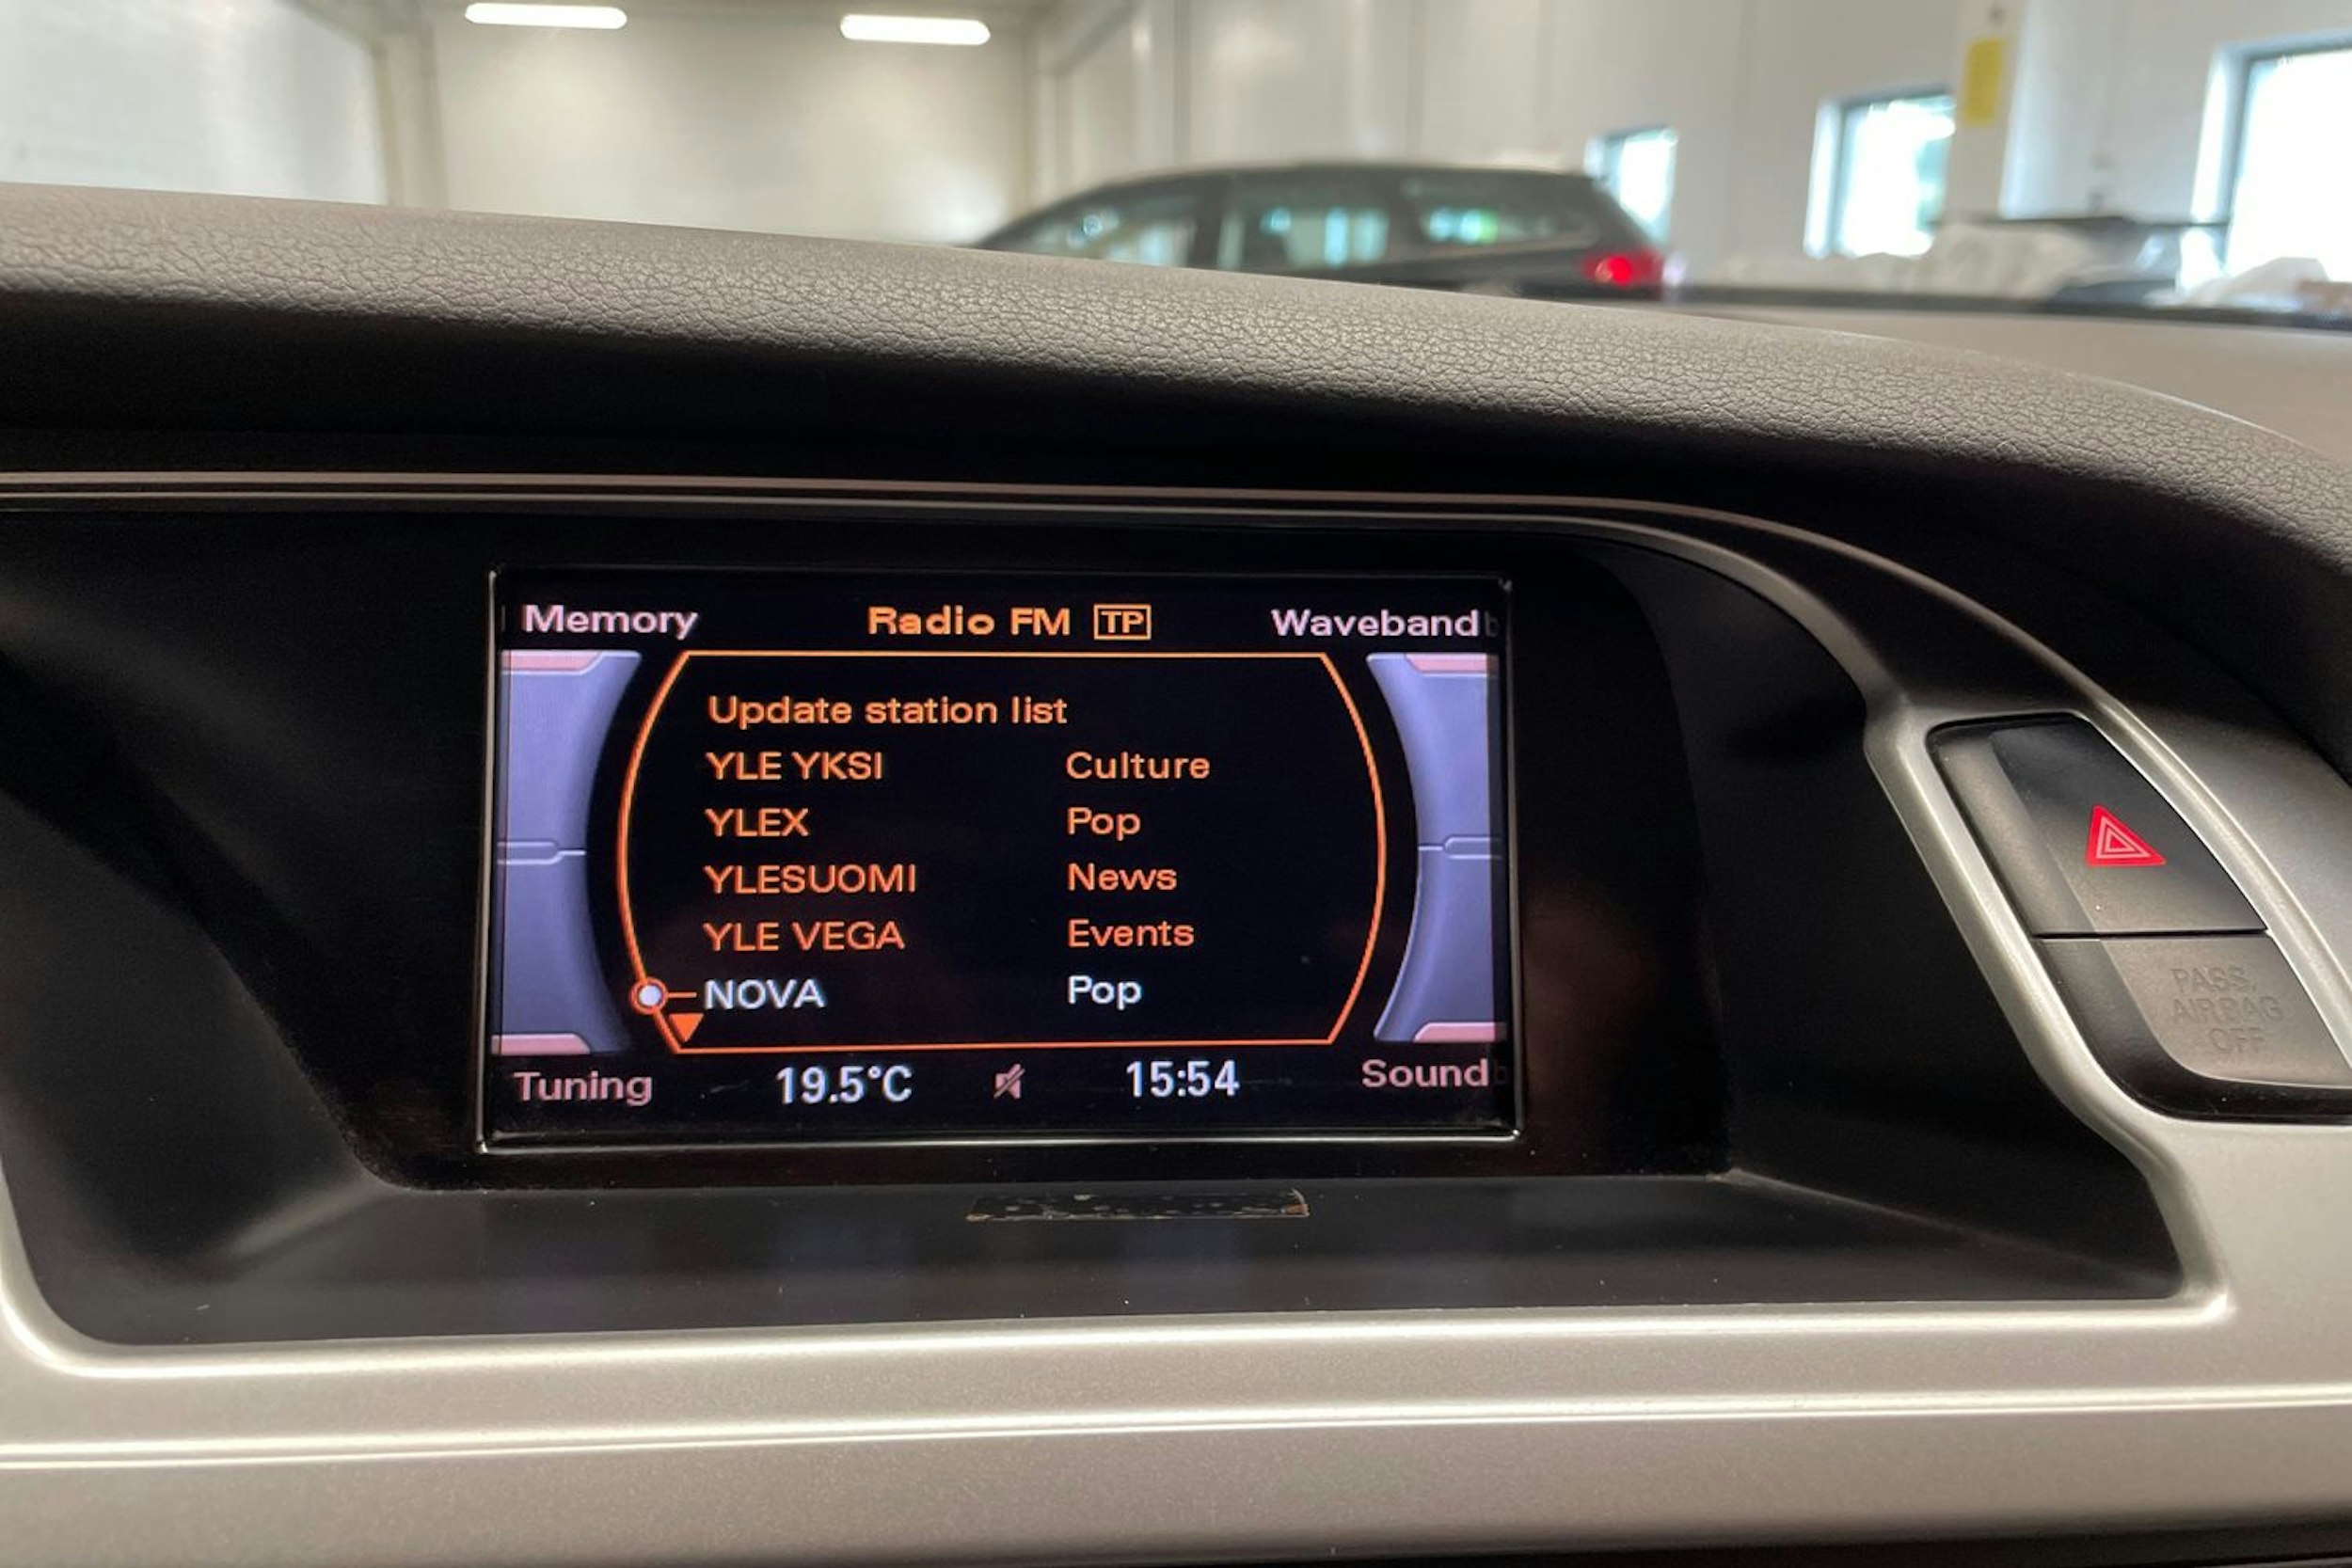 Memory Radio FM TP Waveband
Update station list
YLE YKSI Culture
YLEX Pop
YLESUOMI News
YLE VEGA Events
NOVA Pop
Tuning 19.5°C 15:54 Sound
PASS.
AIRBAG
OFF